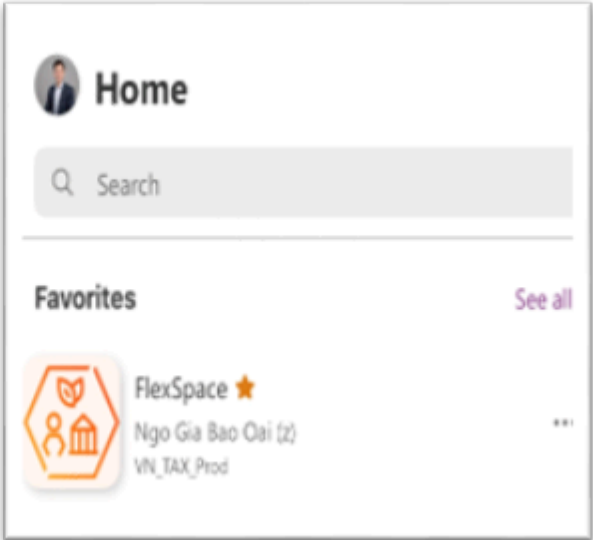 Home
Search
Favorites
See all
FlexSpace
Ngo Gia Bao Oai (z)
VN_TAX_Prod